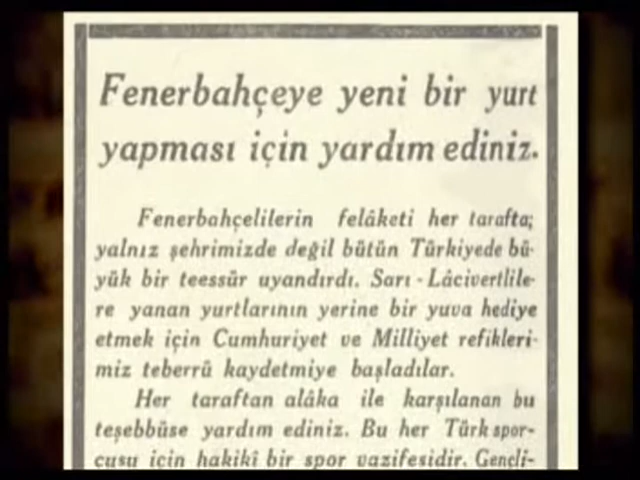 Fenerbahçeye yeni bir yurt
yapması için yardım ediniz.
Fenerbahçelilerin felâketi her tarafta;
yalnız şehrimizde değil bütün Türkiyede bü-
yük bir teessür uyandırdı. Sarı - Lâcivertlile-
re yanan yurtlarının yerine bir yuva hediye
etmek için Cumhuriyet ve Milliyet refikleri-
miz teberrû kaydetmiye başladılar.
Her taraftan alâka ile karşılanan bu
teşebbüse yardım ediniz. Bu her Türk spor-
cusu için hakikî bir spor vazifesidir. Gençli-